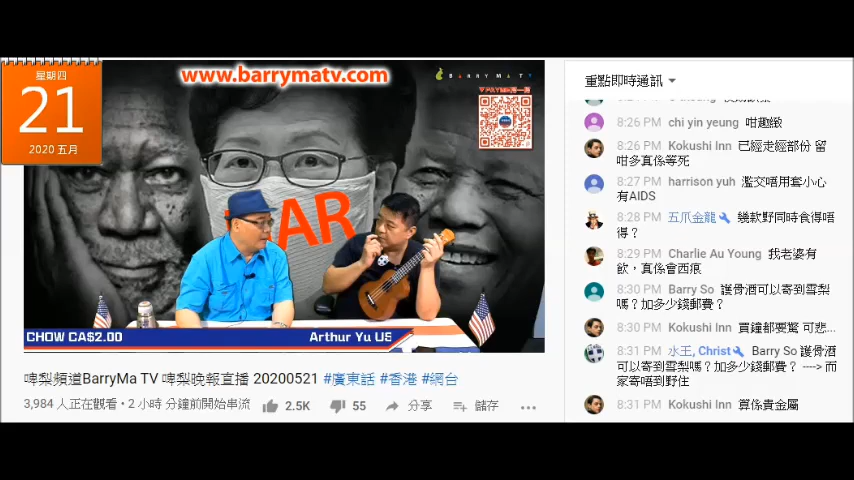 星期四
21
2020 五月
www.barrymatv.com
BARRYMATV
WAR
CHOW CA$2.00 Arthur Yu US
啤梨頻道BarryMa TV 啤梨晚報直播 20200521 #廣東話 #香港 #網台
3,984 人正在觀看 • 2 小時 分鐘前開始串流 2.5K 55 分享 儲存
重點即時通訊
8:26 PM chi yin yeung 咁趣緻
8:26 PM Kokushi Inn 已經走經部份 留
咁多真係等死
8:27 PM harrison yuh 濫交唔用套小心
有AIDS
8:28 PM 五爪金龍 幾款野同時食得唔
得？
8:29 PM Charlie Au Young 我老婆有
飲，真係會西痕
8:30 PM Barry So 護骨酒可以寄到雪梨
嗎？加多少錢郵費？
8:30 PM Kokushi Inn 買鐘都要驚 可悲...
8:31 PM 水王, Christ Barry So 護骨酒
可以寄到雪梨嗎？加多少錢郵費？ ----> 而
家寄唔到野住
8:31 PM Kokushi Inn 算係貴金屬